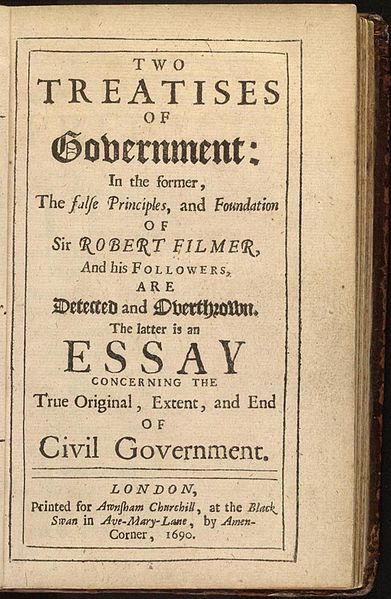 TWO
TREATISES
OF
Government:
In the former,
The false Principles, and Foundation
OF
Sir ROBERT FILMER,
And his FOLLOWERS,
ARE
Detected and Overthrown.
The latter is an
ESSAY
CONCERNING THE
True Original, Extent, and End
OF
Civil Government.
LONDON,
Printed for Awnsham Churchill, at the Black
Swan in Ave-Mary-Lane, by Amen-
Corner, 1690.